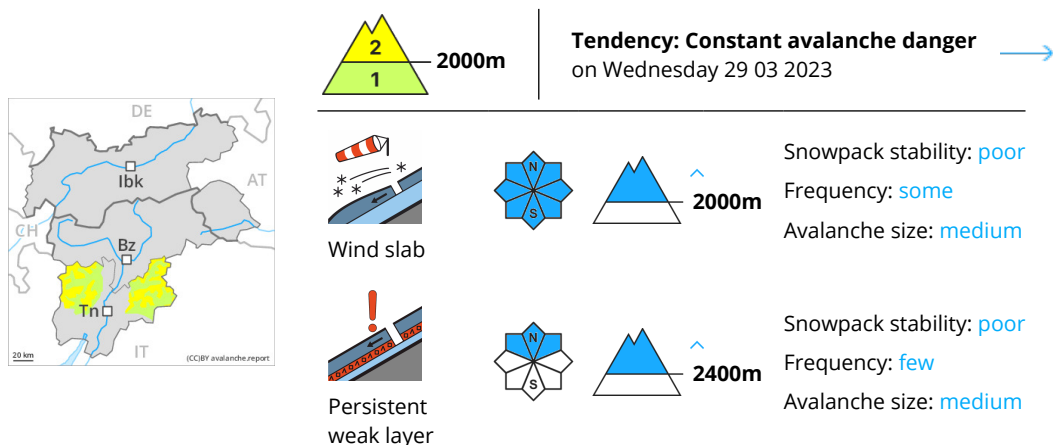 2
1
2000m
Tendency: Constant avalanche danger
on Wednesday 29 03 2023
DE
Ibk
AT
CH
Bz
Tn
IT
20 km
(CC)BY avalanche.report
Wind slab
N
S
2000m
Snowpack stability: poor
Frequency: some
Avalanche size: medium
Persistent
weak layer
N
S
2400m
Snowpack stability: poor
Frequency: few
Avalanche size: medium